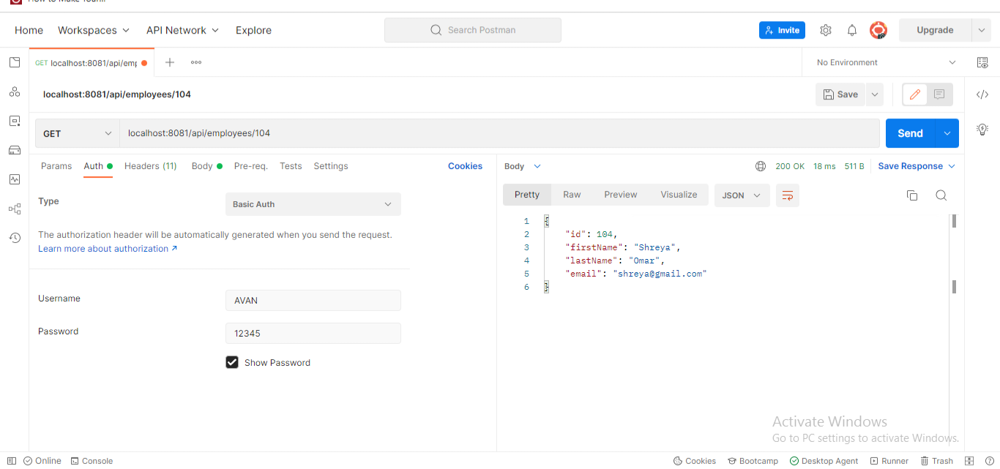 Home Workspaces API Network Explore Search Postman Invite Upgrade
GET localhost:8081/api/emp No Environment
localhost:8081/api/employees/104 Save
GET localhost:8081/api/employees/104 Send
Params Auth Headers (11) Body Pre-req. Tests Settings Cookies
Body 200 OK 18 ms 511 B Save Response
Pretty Raw Preview Visualize JSON
Type Basic Auth
The authorization header will be automatically generated when you send the request.
Learn more about authorization ↗
Username AVAN
Password 12345
Show Password
1 {
2 "id": 104,
3 "firstName": "Shreya",
4 "lastName": "Omar",
5 "email": "shreya@gmail.com"
6 }
Activate Windows
Go to PC settings to activate Windows.
Online Console Cookies Bootcamp Desktop Agent Runner Trash